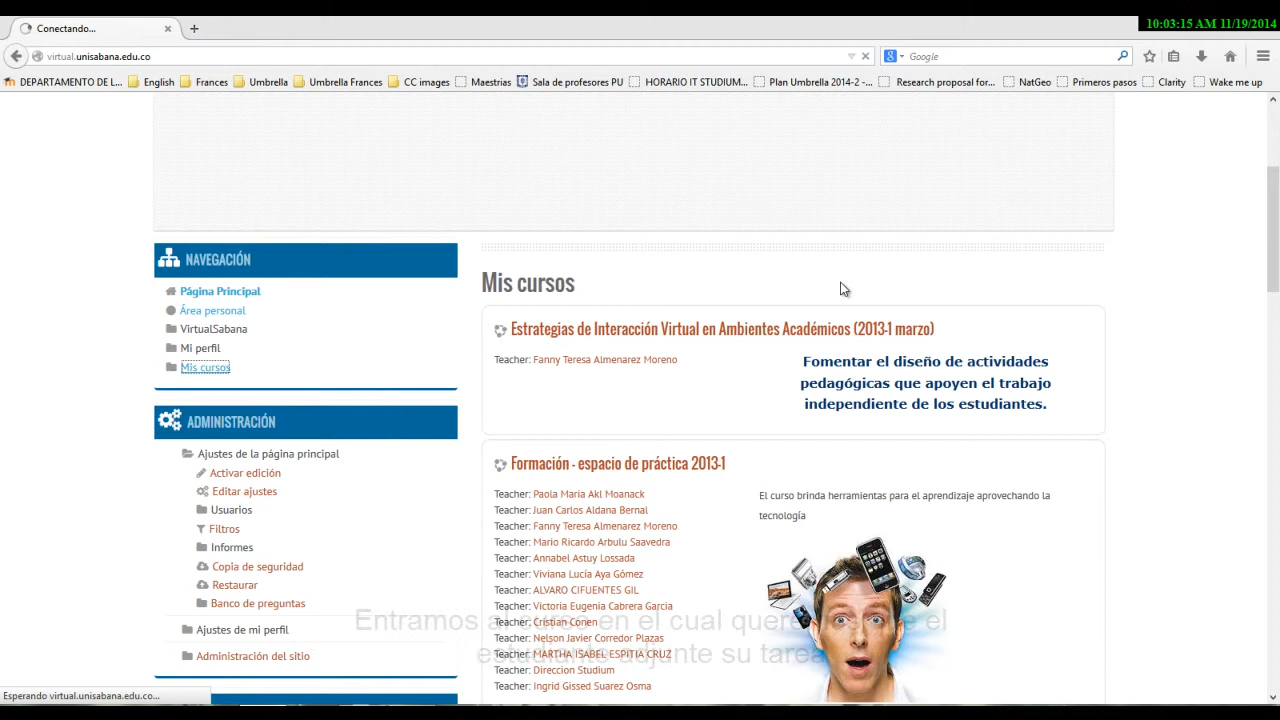 Conectando...
10:03:15 AM 11/19/2014
virtual.unisabana.edu.co
Google
DEPARTAMENTO DE L... English Frances Umbrella Umbrella Frances CC images Maestrias Sala de profesores PU HORARIO IT STUDIUM... Plan Umbrella 2014-2 -... Research proposal for... NatGeo Primeros pasos Clarity Wake me up
NAVEGACIÓN
Página Principal
Área personal
VirtualSabana
Mi perfil
Mis cursos
ADMINISTRACIÓN
Ajustes de la página principal
Activar edición
Editar ajustes
Usuarios
Filtros
Informes
Copia de seguridad
Restaurar
Banco de preguntas
Ajustes de mi perfil
Administración del sitio
Mis cursos
Estrategias de Interacción Virtual en Ambientes Académicos (2013-1 marzo)
Teacher: Fanny Teresa Almenarez Moreno
Fomentar el diseño de actividades
pedagógicas que apoyen el trabajo
independiente de los estudiantes.
Formación - espacio de práctica 2013-1
Teacher: Paola Maria Akl Moanack
Teacher: Juan Carlos Aldana Bernal
Teacher: Fanny Teresa Almenarez Moreno
Teacher: Mario Ricardo Arbulu Saavedra
Teacher: Annabel Astuy Lossada
Teacher: Viviana Lucía Aya Gómez
Teacher: ALVARO CIFUENTES GIL
Teacher: Victoria Eugenia Cabrera Garcia
Teacher: Cristian Conen
Teacher: Nelson Javier Corredor Plazas
Teacher: MARTHA ISABEL ESPITIA CRUZ
Teacher: Direccion Studium
Teacher: Ingrid Gissed Suarez Osma
El curso brinda herramientas para el aprendizaje aprovechando la
tecnología
Entramos al curso en el cual el
estudiante adjunte su tarea
Esperando virtual.unisabana.edu.co...